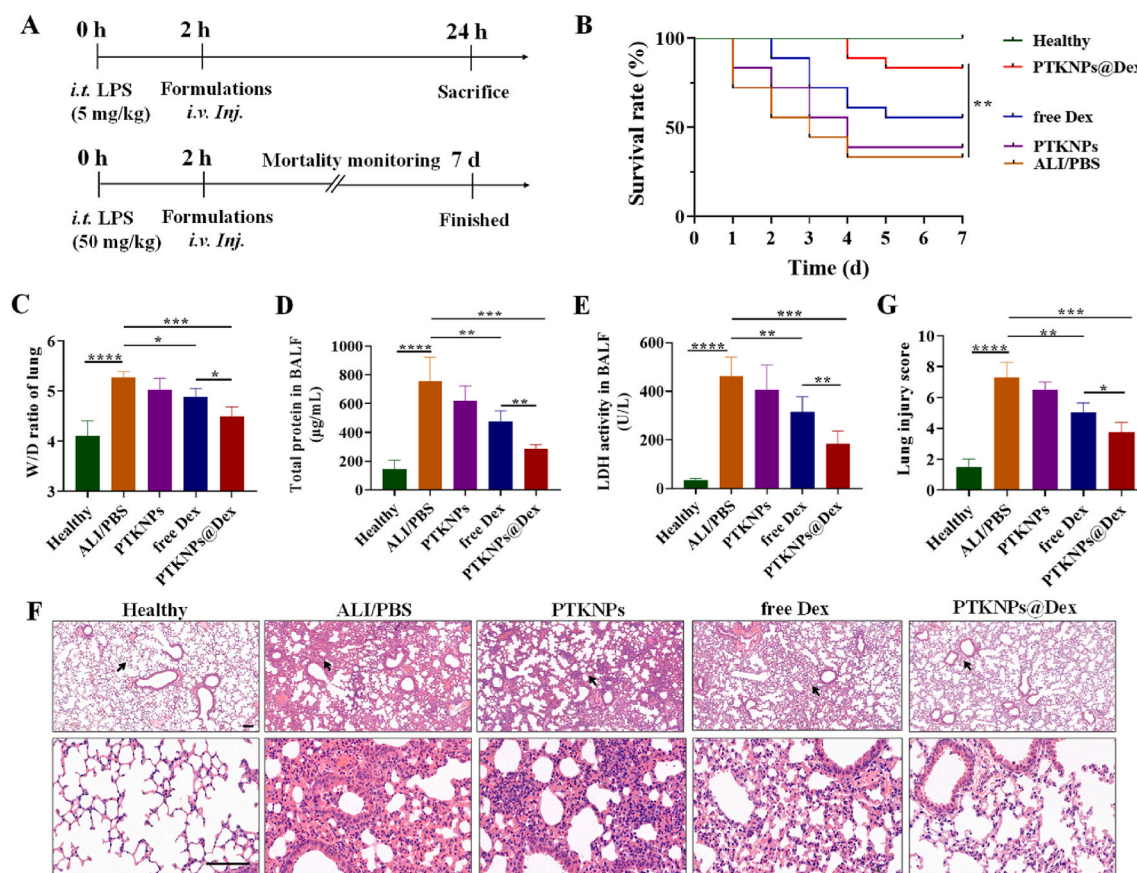 A
0 h 2 h 24 h
i.t. LPS Formulations Sacrifice
(5 mg/kg) i.v. Inj.
0 h 2 h Mortality monitoring 7 d
i.t. LPS Formulations Finished
(50 mg/kg) i.v. Inj.
B
Survival rate (%)
100
50
0
0 1 2 3 4 5 6 7
Time (d)
Healthy
PTKNPs@Dex
free Dex
PTKNPs
ALI/PBS
**
C
W/D ratio of lung
6
5
4
3
****
***
*
*
Healthy
ALI/PBS
PTKNPs
free Dex
PTKNPs@Dex
D
Total protein in BALF
(μg/mL)
1000
800
600
400
200
0
****
***
**
**
Healthy
ALI/PBS
PTKNPs
free Dex
PTKNPs@Dex
E
LDH activity in BALF
(U/L)
600
400
200
0
****
***
**
**
Healthy
ALI/PBS
PTKNPs
free Dex
PTKNPs@Dex
G
Lung injury score
10
8
6
4
2
0
****
***
**
*
Healthy
ALI/PBS
PTKNPs
free Dex
PTKNPs@Dex
F
Healthy ALI/PBS PTKNPs free Dex PTKNPs@Dex